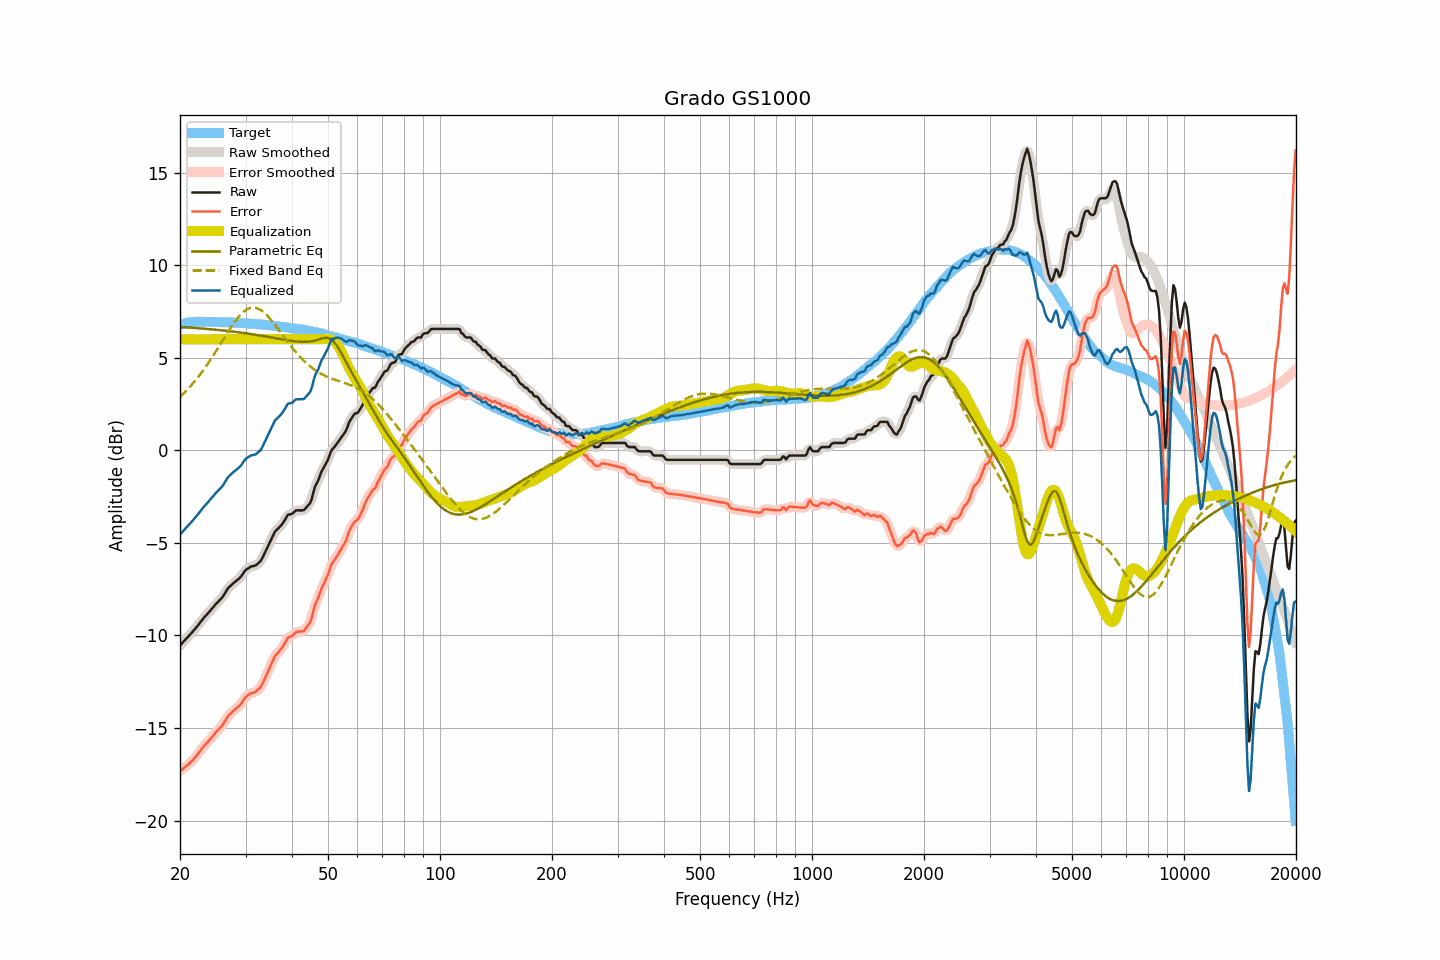 Grado GS1000
Target
Raw Smoothed
Error Smoothed
Raw
Error
Equalization
Parametric Eq
Fixed Band Eq
Equalized
15
10
5
0
−5
−10
−15
−20
Amplitude (dBr)
20 50 100 200 500 1000 2000 5000 10000 20000
Frequency (Hz)